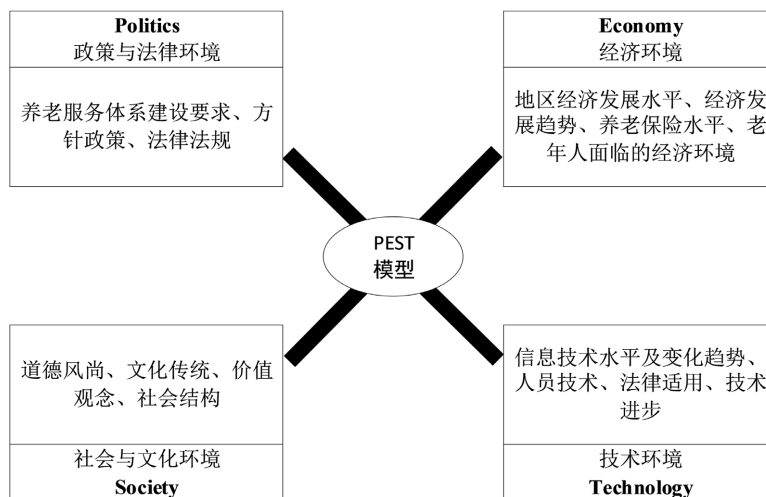 Politics
政策与法律环境
养老服务体系建设要求、方
针政策、法律法规
Economy
经济环境
地区经济发展水平、经济发
展趋势、养老保险水平、老
年人面临的经济环境
PEST
模型
道德风尚、文化传统、价值
观念、社会结构
社会与文化环境
Society
信息技术水平及变化趋势、
人员技术、法律适用、技术
进步
技术环境
Technology